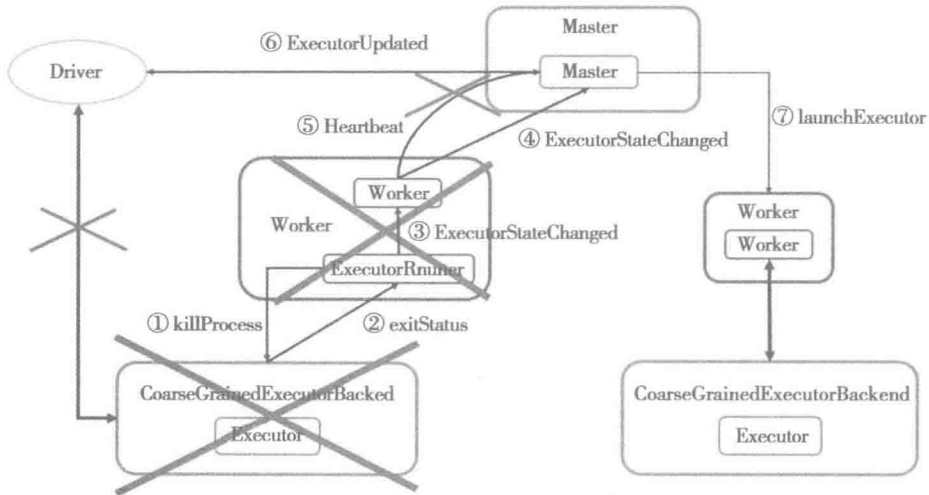 Master
⑥ ExecutorUpdated
Driver
Master
⑤ Heartbeat
⑦ launchExecutor
④ ExecutorStateChanged
Worker
Worker
Worker
③ ExecutorStateChanged
Worker
ExecutorRnuner
① killProcess
② exitStatus
CoarseGrainedExecutorBacked
CoarseGrainedExecutorBackend
Executor
Executor